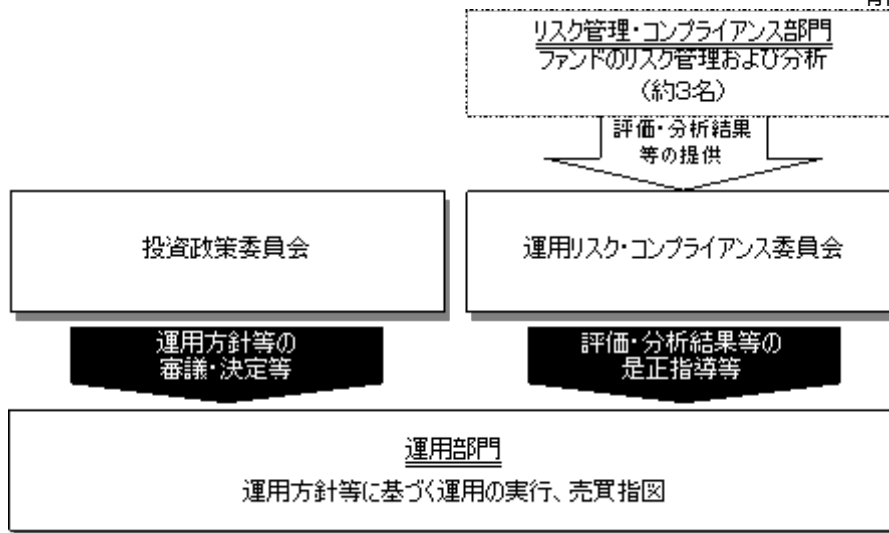 リスク管理・コンプライアンス部門
ファンドのリスク管理および分析
（約3名）
評価・分析結果
等の提供
投資政策委員会
運用リスク・コンプライアンス委員会
運用方針等の
審議・決定等
評価・分析結果等の
是正指導等
運用部門
運用方針等に基づく運用の実行、売買指図